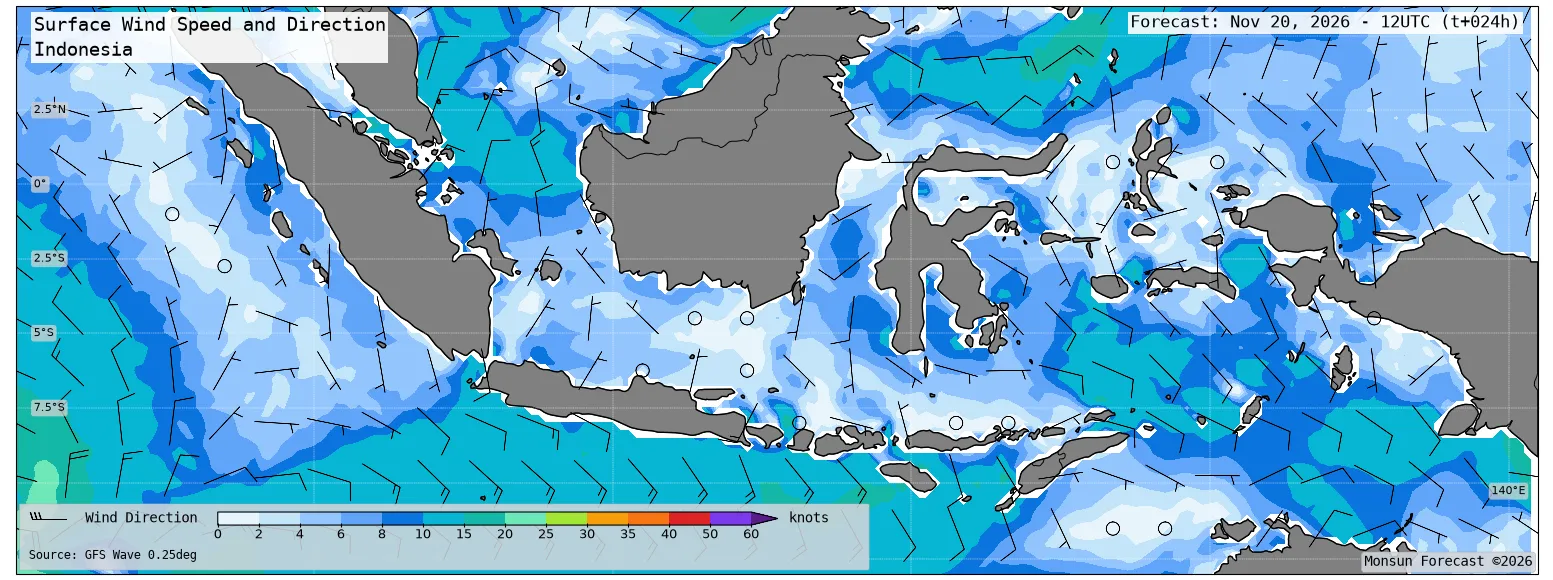 Surface Wind Speed and Direction
Indonesia
Forecast: Nov 20, 2026 - 12UTC (t+024h)
2.5°N
0°
2.5°S
5°S
7.5°S
140°E
Wind Direction
0 2 4 6 8 10 15 20 25 30 35 40 50 60
knots
Source: GFS Wave 0.25deg
Monsun Forecast ©2026